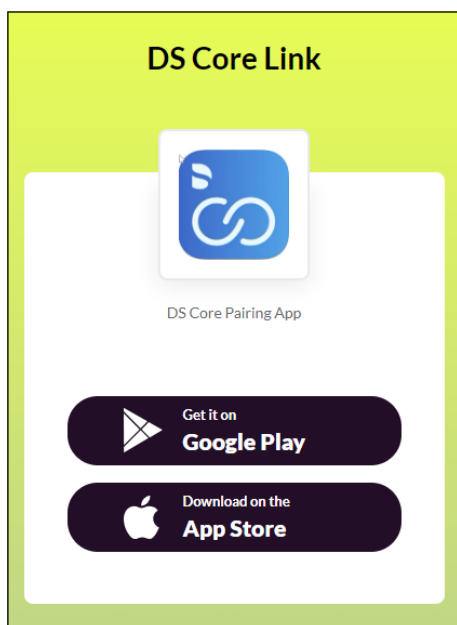 DS Core Link
DS Core Pairing App
Get it on
Google Play
Download on the
App Store